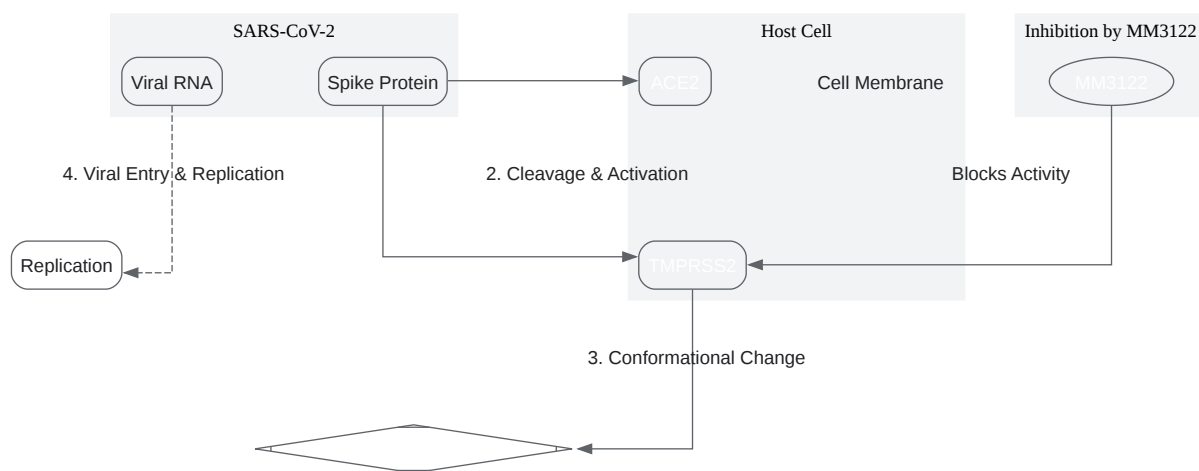 SARS-CoV-2
Host Cell
Inhibition by MM3122
Viral RNA
Spike Protein
ACE2
Cell Membrane
MM3122
4. Viral Entry & Replication
2. Cleavage & Activation
Blocks Activity
Replication
TMPRSS2
3. Conformational Change